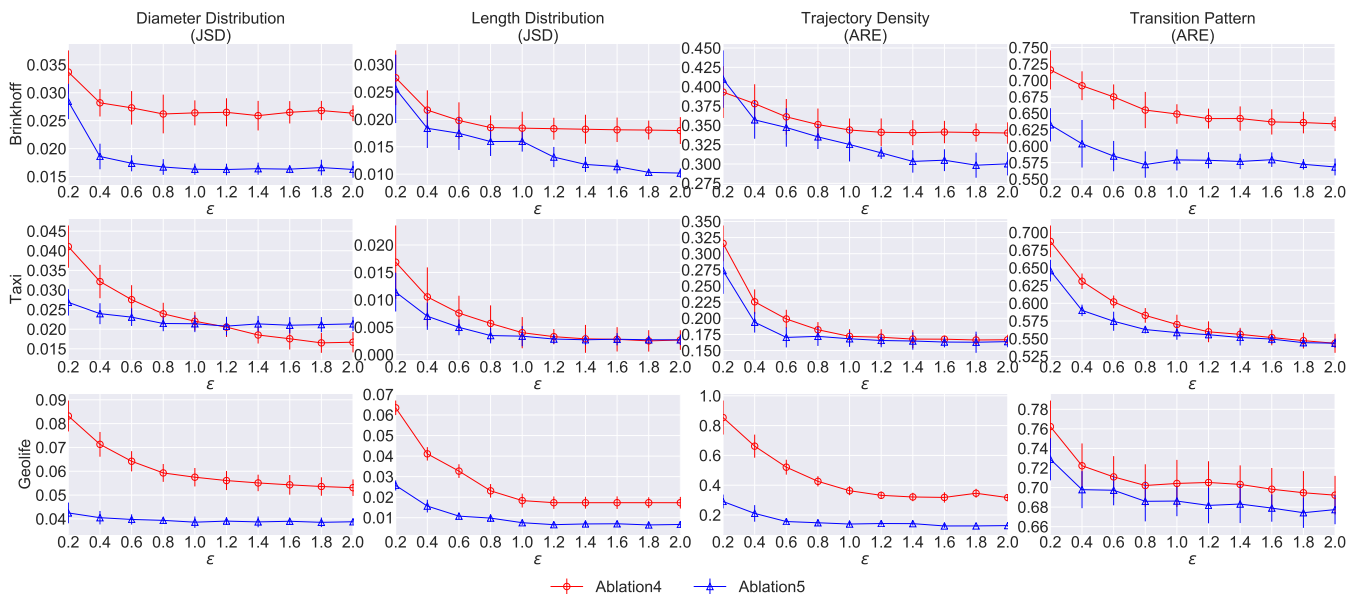 Diameter Distribution
(JSD)
Length Distribution
(JSD)
Trajectory Density
(ARE)
Transition Pattern
(ARE)
Brinkhoff
0.035
0.030
0.025
0.020
0.015
0.2 0.4 0.6 0.8 1.0 1.2 1.4 1.6 1.8 2.0
ε
0.030
0.025
0.020
0.015
0.010
0.2 0.4 0.6 0.8 1.0 1.2 1.4 1.6 1.8 2.0
ε
0.450
0.425
0.400
0.375
0.350
0.325
0.300
0.275
0.2 0.4 0.6 0.8 1.0 1.2 1.4 1.6 1.8 2.0
ε
0.750
0.725
0.700
0.675
0.650
0.625
0.600
0.575
0.550
0.2 0.4 0.6 0.8 1.0 1.2 1.4 1.6 1.8 2.0
ε
Taxi
0.045
0.040
0.035
0.030
0.025
0.020
0.015
0.2 0.4 0.6 0.8 1.0 1.2 1.4 1.6 1.8 2.0
ε
0.020
0.015
0.010
0.005
0.000
0.2 0.4 0.6 0.8 1.0 1.2 1.4 1.6 1.8 2.0
ε
0.350
0.325
0.300
0.275
0.250
0.225
0.200
0.175
0.150
0.2 0.4 0.6 0.8 1.0 1.2 1.4 1.6 1.8 2.0
ε
0.700
0.675
0.650
0.625
0.600
0.575
0.550
0.525
0.2 0.4 0.6 0.8 1.0 1.2 1.4 1.6 1.8 2.0
ε
Geolife
0.09
0.08
0.07
0.06
0.05
0.04
0.2 0.4 0.6 0.8 1.0 1.2 1.4 1.6 1.8 2.0
ε
0.07
0.06
0.05
0.04
0.03
0.02
0.01
0.2 0.4 0.6 0.8 1.0 1.2 1.4 1.6 1.8 2.0
ε
1.0
0.8
0.6
0.4
0.2
0.2 0.4 0.6 0.8 1.0 1.2 1.4 1.6 1.8 2.0
ε
0.78
0.76
0.74
0.72
0.70
0.68
0.66
0.2 0.4 0.6 0.8 1.0 1.2 1.4 1.6 1.8 2.0
ε
Ablation4
Ablation5